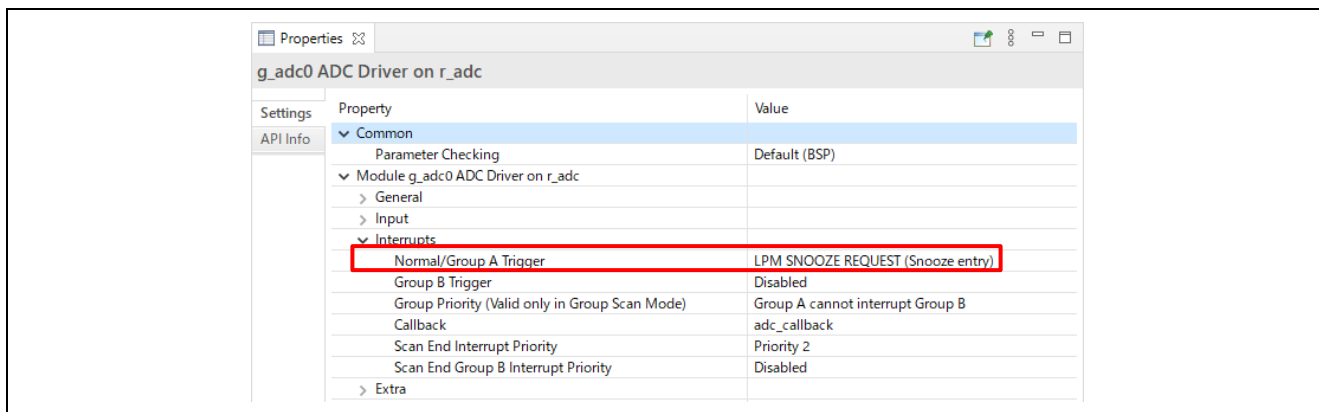 Properties
g_adc0 ADC Driver on r_adc
Settings
API Info
Property Value
Common
Parameter Checking Default (BSP)
Module g_adc0 ADC Driver on r_adc
General
Input
Interrupts
Normal/Group A Trigger LPM SNOOZE REQUEST (Snooze entry)
Group B Trigger Disabled
Group Priority (Valid only in Group Scan Mode) Group A cannot interrupt Group B
Callback adc_callback
Scan End Interrupt Priority Priority 2
Scan End Group B Interrupt Priority Disabled
Extra